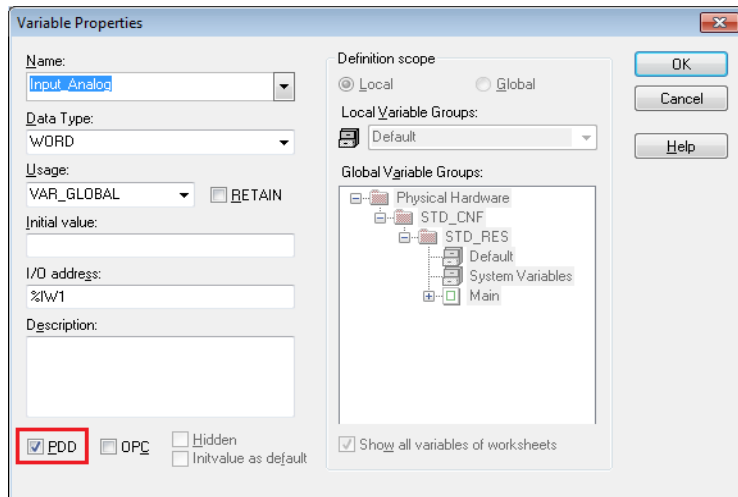 Variable Properties
Name:
Input_Analog
Data Type:
WORD
Usage:
VAR_GLOBAL
RETAIN
Initial value:
I/O address:
%IW1
Description:
PDD
OPC
Hidden
Initvalue as default
Definition scope
Local
Global
Local Variable Groups:
Default
Global Variable Groups:
Physical Hardware
STD_CNF
STD_RES
Default
System Variables
Main
Show all variables of worksheets
OK
Cancel
Help